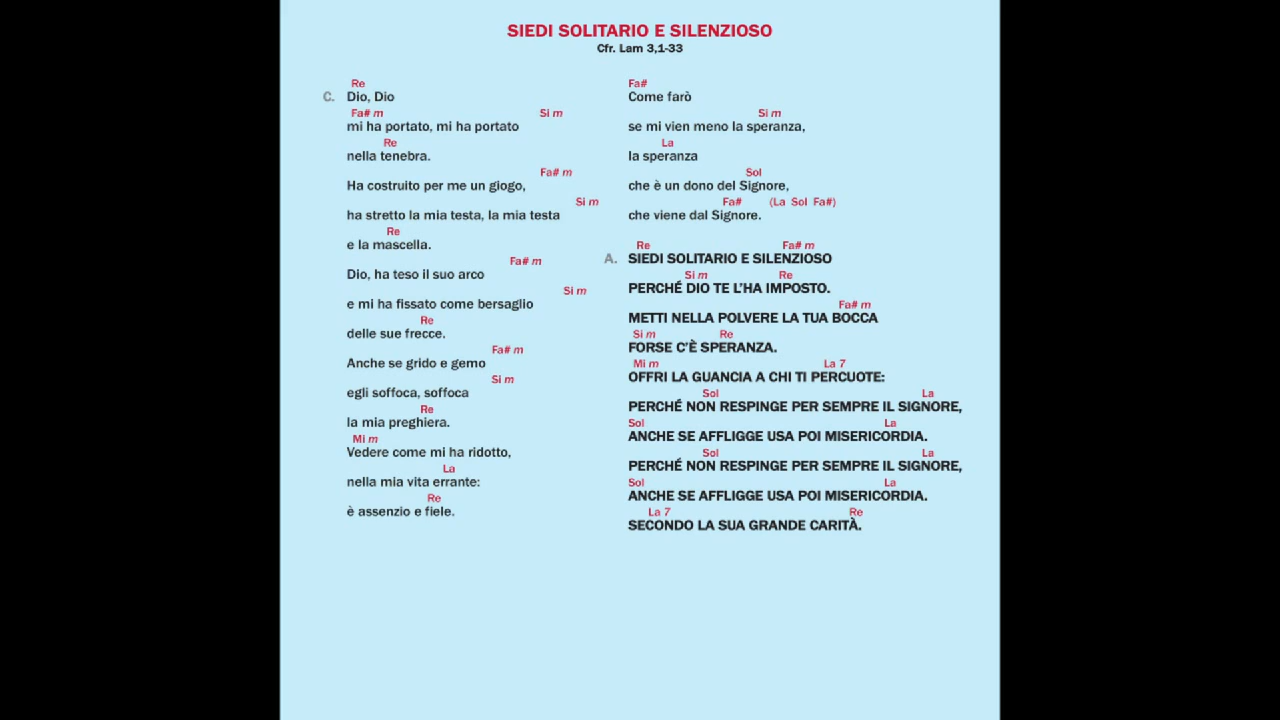 SIEDI SOLITARIO E SILENZIOSO
Cfr. Lam 3,1-33
Re
C. Dio, Dio
Fa# m Si m
mi ha portato, mi ha portato
Re
nella tenebra.
Fa# m
Ha costruito per me un giogo,
Si m
ha stretto la mia testa, la mia testa
Re
e la mascella.
Fa# m
Dio, ha teso il suo arco
Si m
e mi ha fissato come bersaglio
Re
delle sue frecce.
Fa# m
Anche se grido e gemo
Si m
egli soffoca, soffoca
Re
la mia preghiera.
Mi m
Vedere come mi ha ridotto,
La
nella mia vita errante:
Re
è assenzio e fiele.
Fa#
Come farò
Si m
se mi vien meno la speranza,
La
la speranza
Sol
che è un dono del Signore,
Fa# (La Sol Fa#)
che viene dal Signore.
Re Fa# m
A. SIEDI SOLITARIO E SILENZIOSO
Si m Re
PERCHÉ DIO TE L'HA IMPOSTO.
Fa# m
METTI NELLA POLVERE LA TUA BOCCA
Si m Re
FORSE C'È SPERANZA.
Mi m La 7
OFFRI LA GUANCIA A CHI TI PERCUOTE:
Sol La
PERCHÉ NON RESPINGE PER SEMPRE IL SIGNORE,
Sol La
ANCHE SE AFFLIGGE USA POI MISERICORDIA.
Sol La
PERCHÉ NON RESPINGE PER SEMPRE IL SIGNORE,
Sol La
ANCHE SE AFFLIGGE USA POI MISERICORDIA.
La 7 Re
SECONDO LA SUA GRANDE CARITÀ.